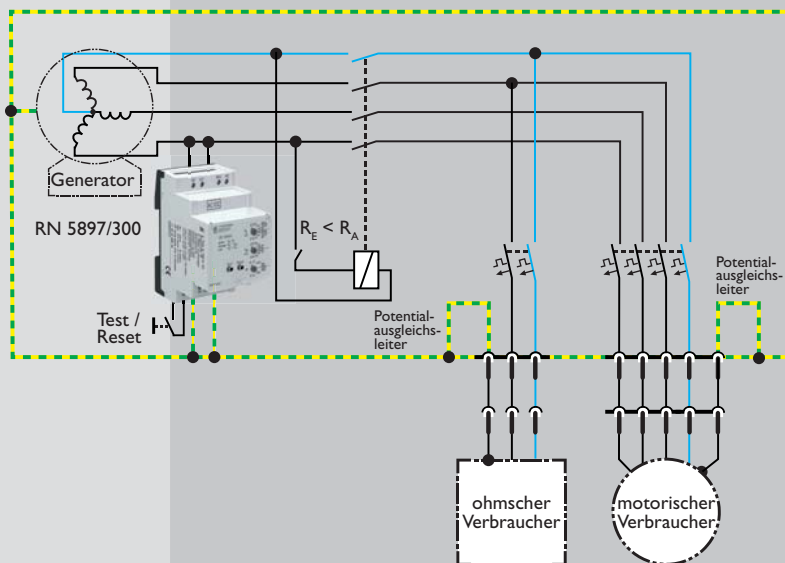 Generator
RN 5897/300
R_E < R_A
Test /
Reset
Potential-
ausgleichs-
leiter
Potential-
ausgleichs-
leiter
ohmscher
Verbraucher
motorischer
Verbraucher